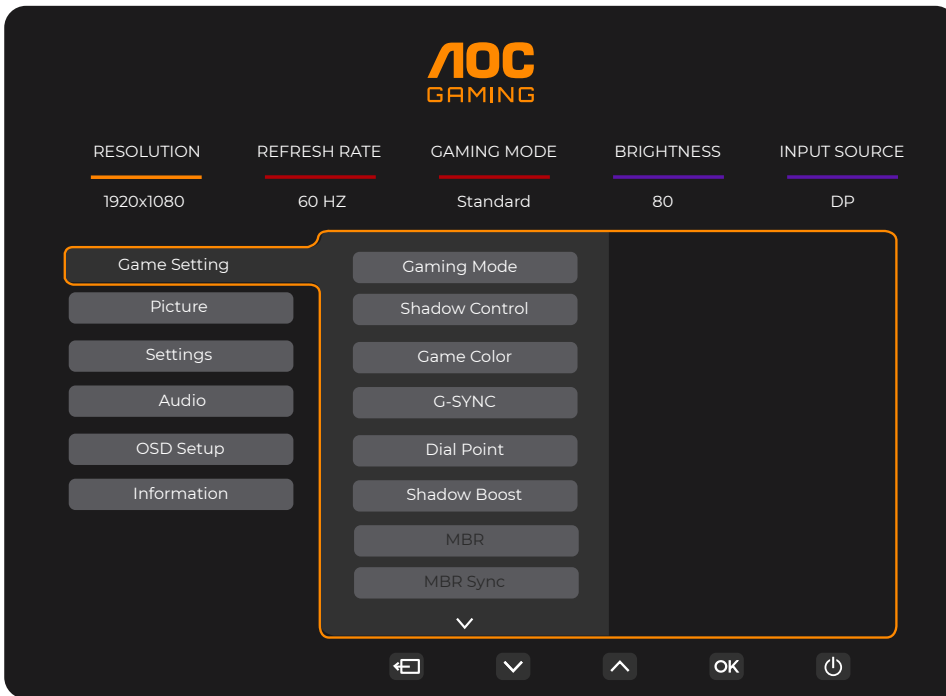 AOC
GAMING
RESOLUTION REFRESH RATE GAMING MODE BRIGHTNESS INPUT SOURCE
1920x1080 60 HZ Standard 80 DP
Game Setting
Picture
Settings
Audio
OSD Setup
Information
Gaming Mode
Shadow Control
Game Color
G-SYNC
Dial Point
Shadow Boost
MBR
MBR Sync
OK